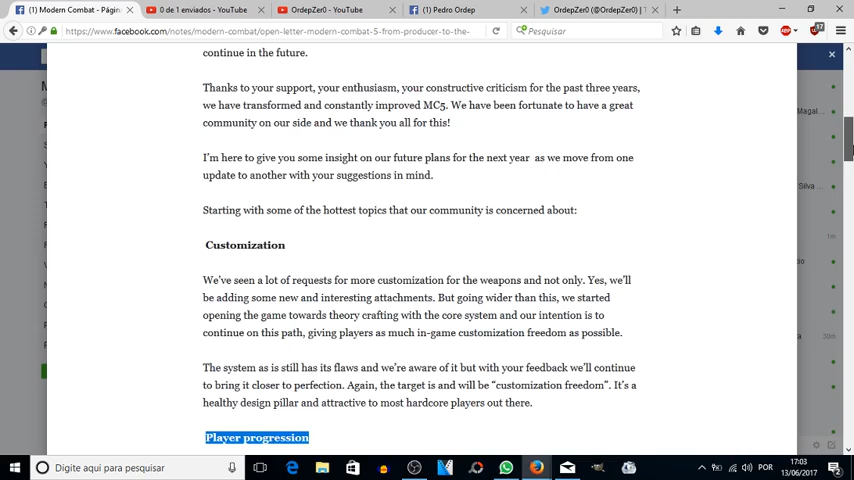 (1) Modern Combat - Págin
0 de 1 enviados - YouTube
OrdepZer0 - YouTube
(1) Pedro Ordep
OrdepZer0 (@OrdepZer0) | T
https://www.facebook.com/notes/modern-combat/open-letter-modern-combat-5-from-producer-to-the-
Pesquisar
17
continue in the future.
Thanks to your support, your enthusiasm, your constructive criticism for the past three years,
we have transformed and constantly improved MC5. We have been fortunate to have a great
community on our side and we thank you all for this!
Magal...
I'm here to give you some insight on our future plans for the next year as we move from one
update to another with your suggestions in mind.
Silva ...
Starting with some of the hottest topics that our community is concerned about:
1m
Customization
We've seen a lot of requests for more customization for the weapons and not only. Yes, we'll
be adding some new and interesting attachments. But going wider than this, we started
opening the game towards theory crafting with the core system and our intention is to
continue on this path, giving players as much in-game customization freedom as possible.
The system as is still has its flaws and we're aware of it but with your feedback we'll continue
to bring it closer to perfection. Again, the target is and will be “customization freedom”. It's a
healthy design pillar and attractive to most hardcore players out there.
Player progression
Digite aqui para pesquisar
POR
17:03
13/06/2017
2